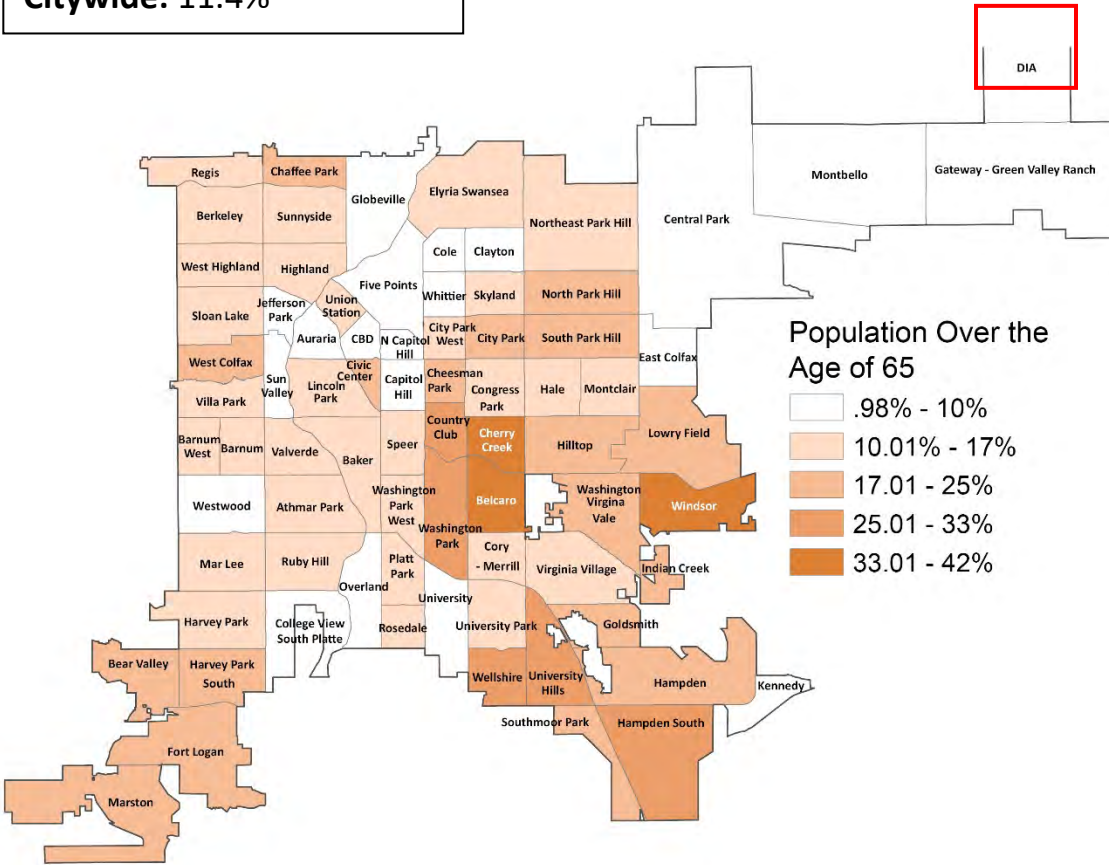 Citywide: 11.4%
DIA
Montbello
Gateway - Green Valley Ranch
Regis
Chaffee Park
Globeville
Elyria Swansea
Berkeley
Sunnyside
Northeast Park Hill
Central Park
Cole
Clayton
West Highland
Highland
Five Points
Whittier
Skyland
North Park Hill
Sloan Lake
Jefferson
Park
Union
Station
Auraria
CBD
N Capitol
Hill
City Park
West
City Park
South Park Hill
East Colfax
West Colfax
Sun
Valley
Lincoln
Park
Civic
Center
Capitol
Hill
Cheesman
Park
Congress
Park
Hale
Montclair
Villa Park
Barnum
West
Barnum
Valverde
Baker
Speer
Country
Club
Cherry
Creek
Hilltop
Lowry Field
Westwood
Athmar Park
Washington
Park
West
Washington
Park
Belcaro
Washington
Virgina
Vale
Windsor
Mar Lee
Ruby Hill
Overland
Platt
Park
University
Cory
- Merrill
Virginia Village
Indian Creek
Harvey Park
College View
South Platte
Rosedale
University Park
Goldsmith
Bear Valley
Harvey Park
South
Wellshire
University
Hills
Hampden
Kennedy
Southmoor Park
Hampden South
Fort Logan
Marston
Population Over the
Age of 65
.98% - 10%
10.01% - 17%
17.01 - 25%
25.01 - 33%
33.01 - 42%